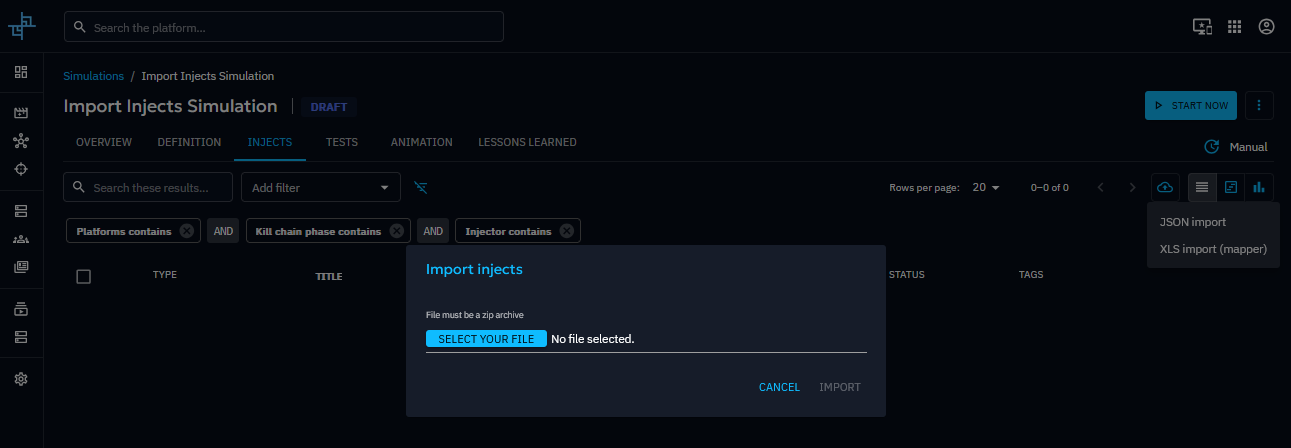 Search the platform...
Simulations / Import Injects Simulation
Import Injects Simulation DRAFT START NOW
OVERVIEW DEFINITION INJECTS TESTS ANIMATION LESSONS LEARNED Manual
Search these results... Add filter Rows per page: 20 0–0 of 0
JSON import
Platforms contains AND Kill chain phase contains AND Injector contains
XLS import (mapper)
TYPE TITLE STATUS TAGS
Import injects
File must be a zip archive
SELECT YOUR FILE No file selected.
CANCEL IMPORT